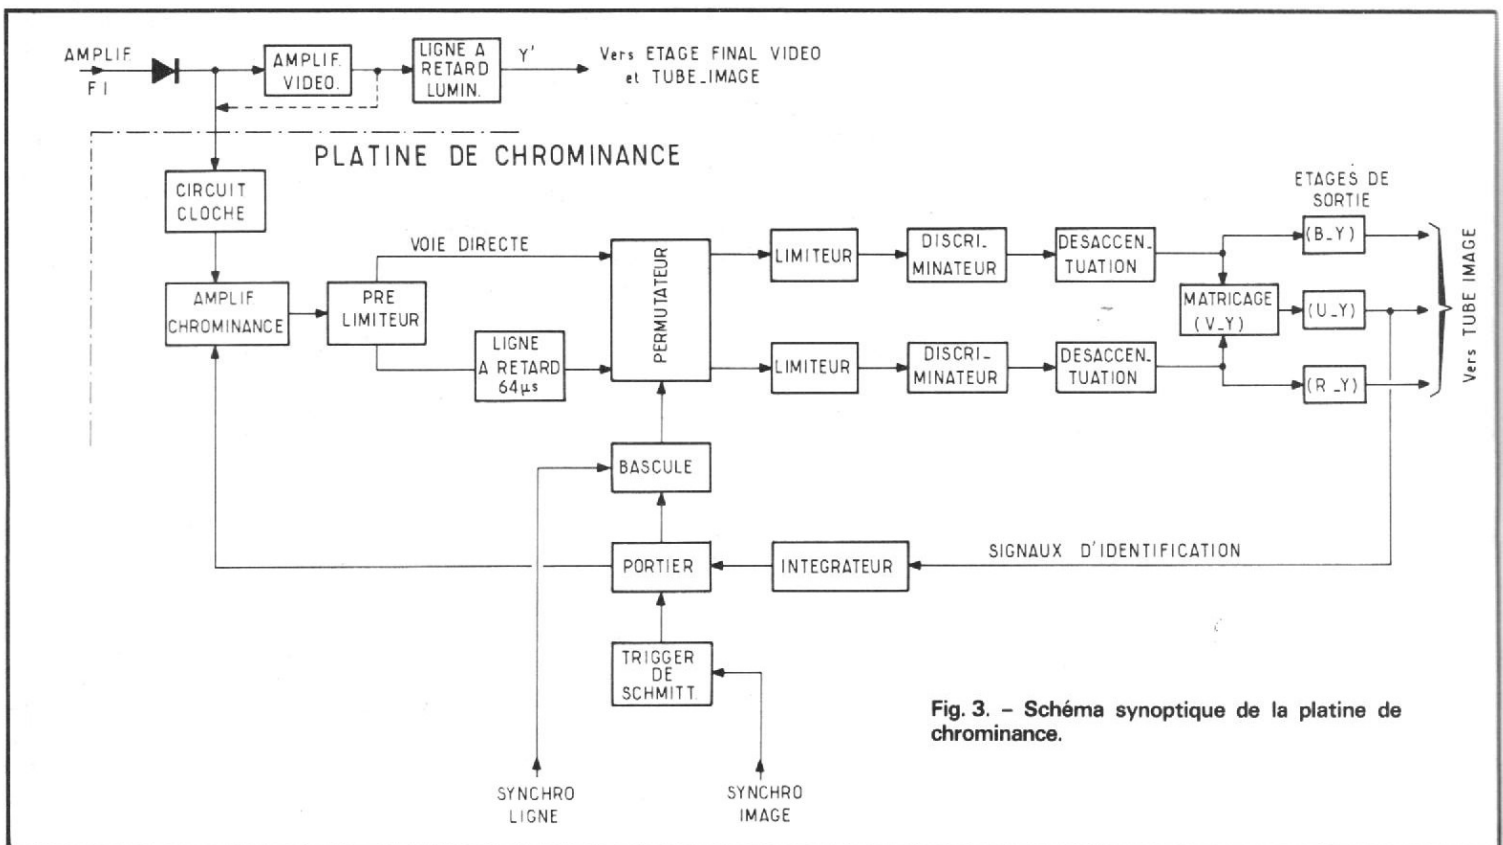 AMPLIF.
F I
AMPLIF.
VIDEO.
LIGNE A
RETARD
LUMIN.
Y'
Vers ETAGE FINAL VIDEO
et TUBE_IMAGE
PLATINE DE CHROMINANCE
CIRCUIT
CLOCHE
AMPLIF.
CHROMINANCE
PRE
LIMITEUR
VOIE DIRECTE
LIGNE
A RETARD
64µs
PERMUTATEUR
LIMITEUR
DISCRI_
MINATEUR
DESACCEN_
TUATION
ETAGES DE
SORTIE
(B_Y)
MATRICAGE
(V_Y)
(U_Y)
LIMITEUR
DISCRI_
MINATEUR
DESACCEN_
TUATION
(R_Y)
Vers TUBE IMAGE
BASCULE
PORTIER
INTEGRATEUR
SIGNAUX D'IDENTIFICATION
TRIGGER
DE
SCHMITT.
SYNCHRO
LIGNE
SYNCHRO
IMAGE
Fig. 3. – Schéma synoptique de la platine de
chrominance.